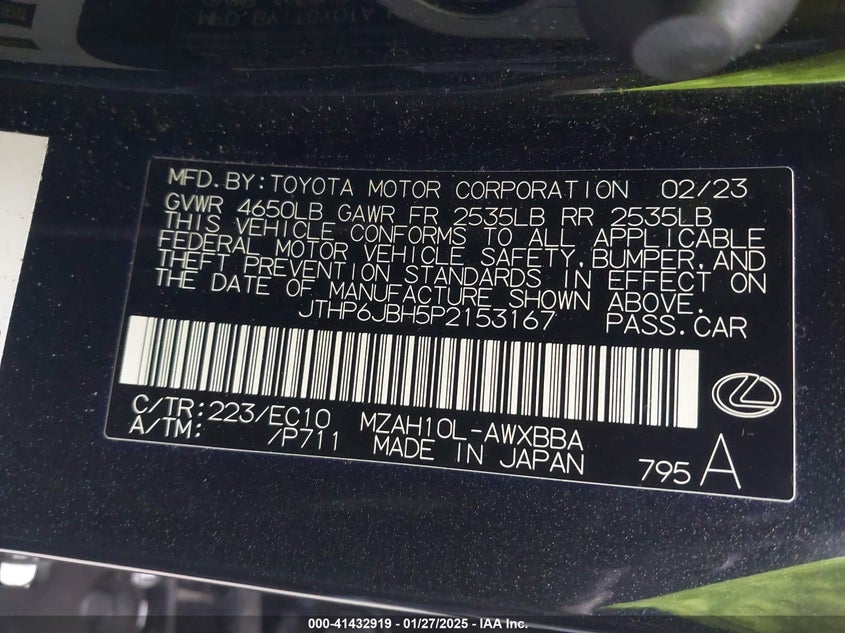 MFD.BY:TOYOTA MOTOR CORPORATION 02/23
GVWR 4650LB GAWR FR 2535LB RR 2535LB
THIS VEHICLE CONFORMS TO ALL APPLICABLE
FEDERAL MOTOR VEHICLE SAFETY,BUMPER,AND
THEFT PREVENTION STANDARDS IN EFFECT ON
THE DATE OF MANUFACTURE SHOWN ABOVE.
JTHP6JBH5P2153167 PASS.CAR
C/TR:223/EC10 MZAH10L-AWXBBA
A/TM: /P711 MADE IN JAPAN 795 A
000-41432919 - 01/27/2025 - IAA Inc.